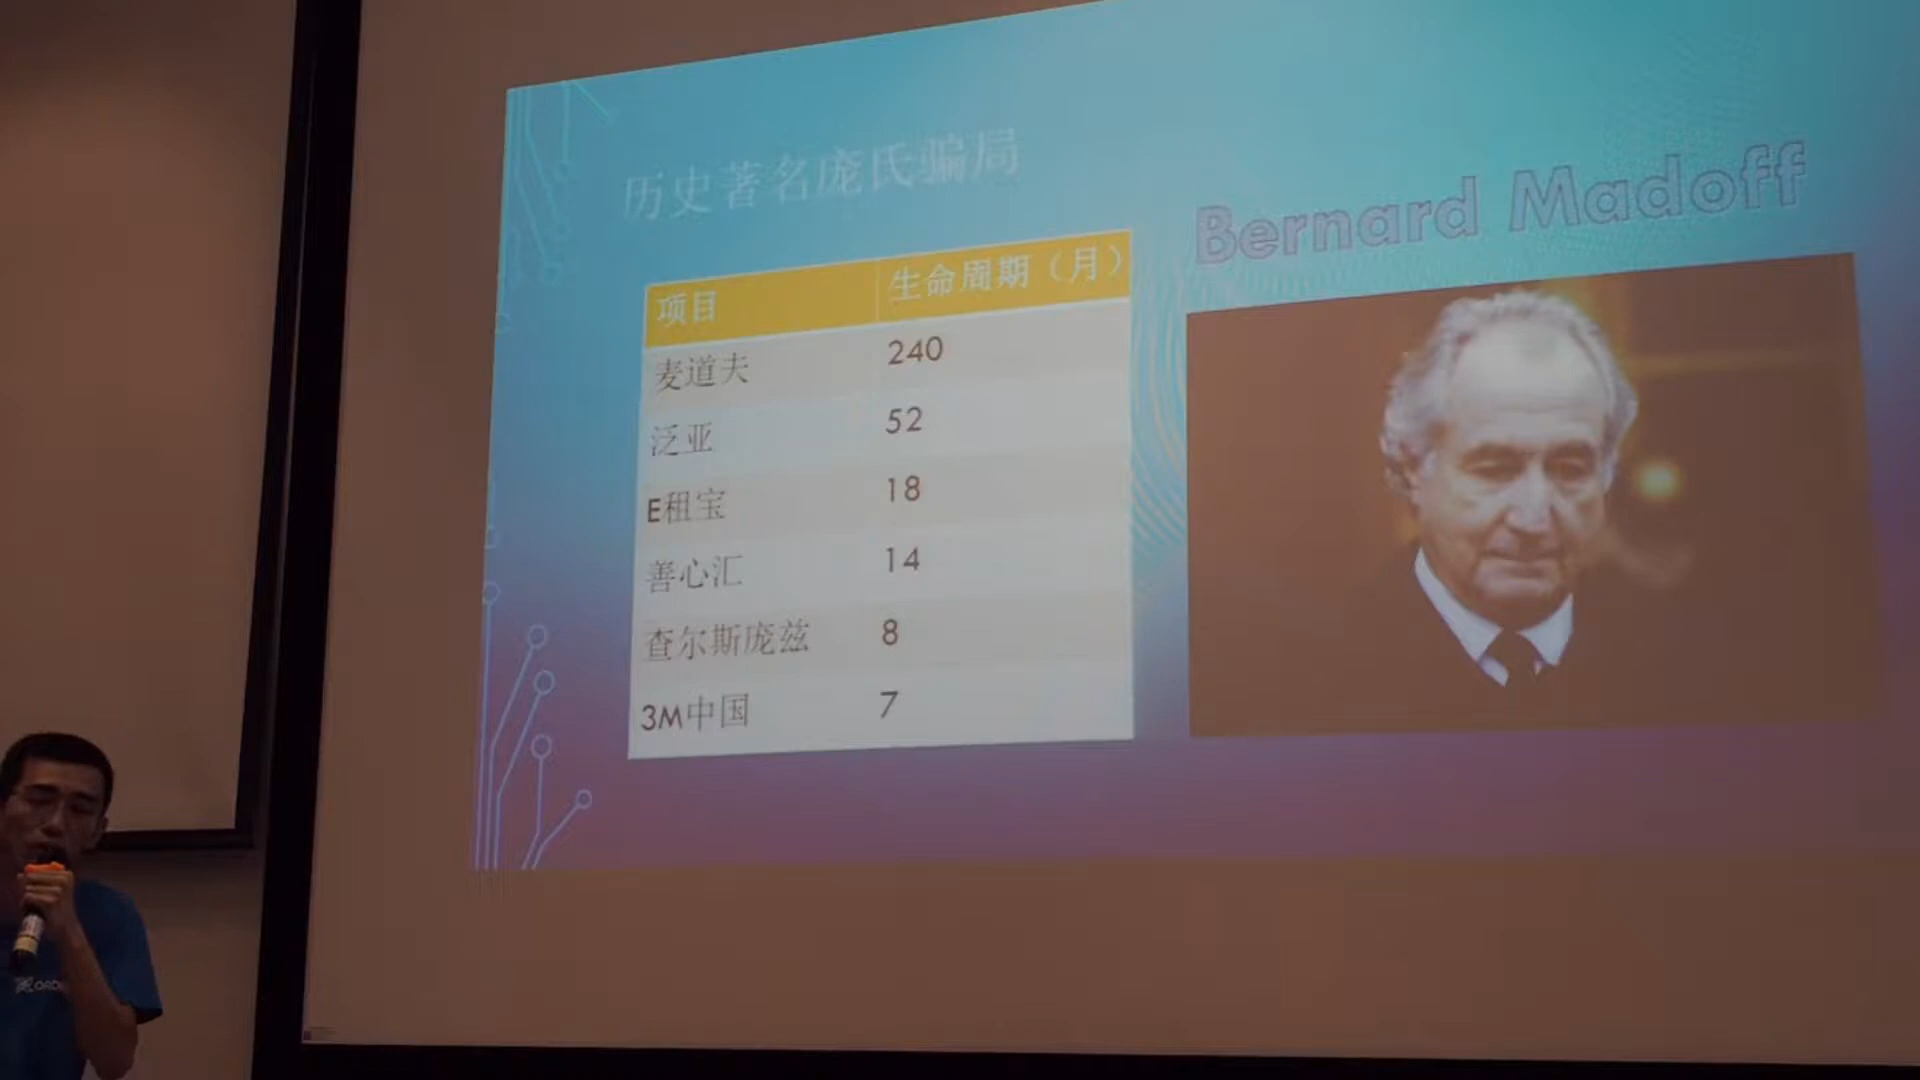 历史著名庞氏骗局
Bernard Madoff
项目 生命周期（月）
麦道夫 240
泛亚 52
E租宝 18
善心汇 14
查尔斯庞兹 8
3M中国 7